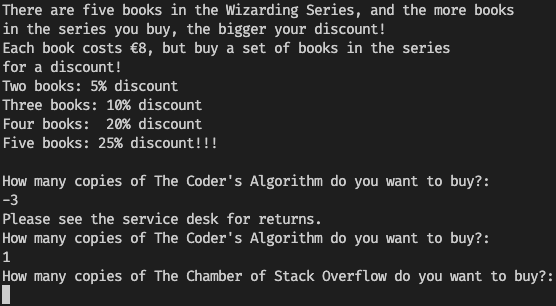 There are five books in the Wizarding Series, and the more books
in the series you buy, the bigger your discount!
Each book costs €8, but buy a set of books in the series
for a discount!
Two books: 5% discount
Three books: 10% discount
Four books:  20% discount
Five books: 25% discount!!!

How many copies of The Coder's Algorithm do you want to buy?:
-3
Please see the service desk for returns.
How many copies of The Coder's Algorithm do you want to buy?:
1
How many copies of The Chamber of Stack Overflow do you want to buy?: